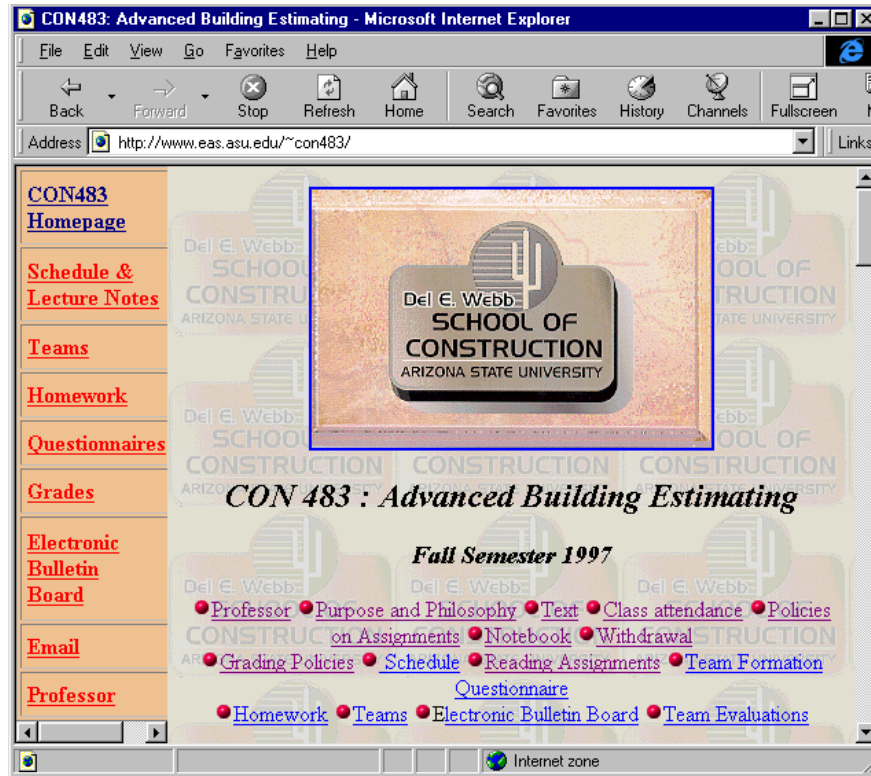 CON483: Advanced Building Estimating - Microsoft Internet Explorer
File Edit View Go Favorites Help
Back Forward Stop Refresh Home Search Favorites History Channels Fullscreen
Address http://www.eas.asu.edu/~con483/ Links
CON483
Homepage
Schedule &
Lecture Notes
Teams
Homework
Questionnaires
Grades
Electronic
Bulletin
Board
Email
Professor
Del E. Webb
SCHOOL OF
CONSTRUCTION
ARIZONA STATE UNIVERSITY
CON 483 : Advanced Building Estimating
Fall Semester 1997
Professor Purpose and Philosophy Text Class attendance Policies
on Assignments Notebook Withdrawal
Grading Policies Schedule Reading Assignments Team Formation
Questionnaire
Homework Teams Electronic Bulletin Board Team Evaluations
Internet zone